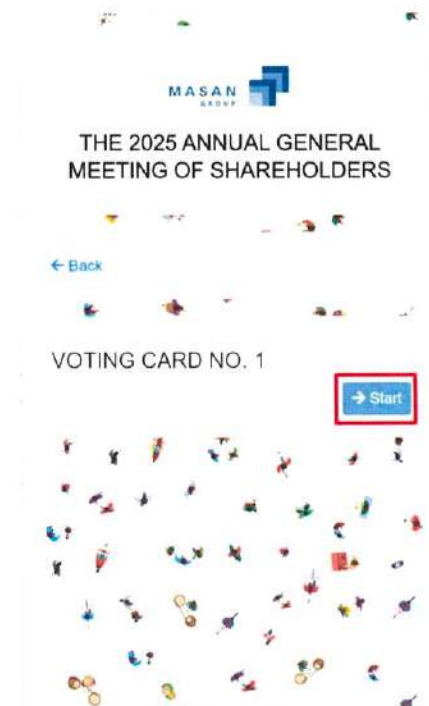 MASAN
GROUP
THE 2025 ANNUAL GENERAL
MEETING OF SHAREHOLDERS
← Back
VOTING CARD NO. 1
→ Start